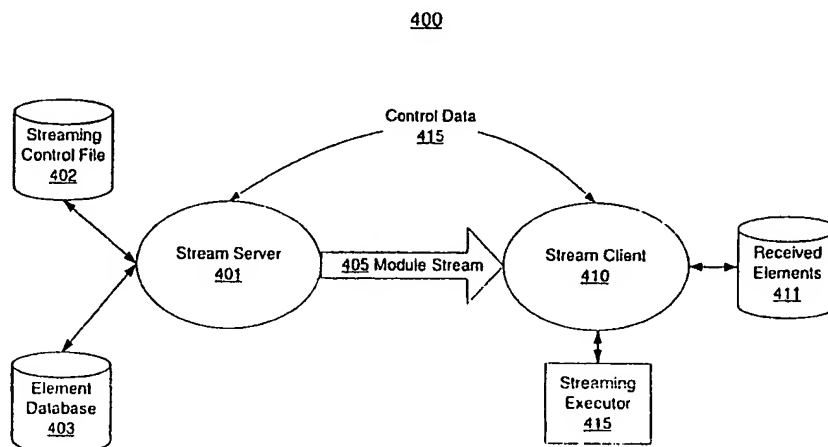 400
Streaming
Control File
402
Control Data
415
Stream Server
401
405 Module Stream
Stream Client
410
Received
Elements
411
Element
Database
403
Streaming
Executor
415